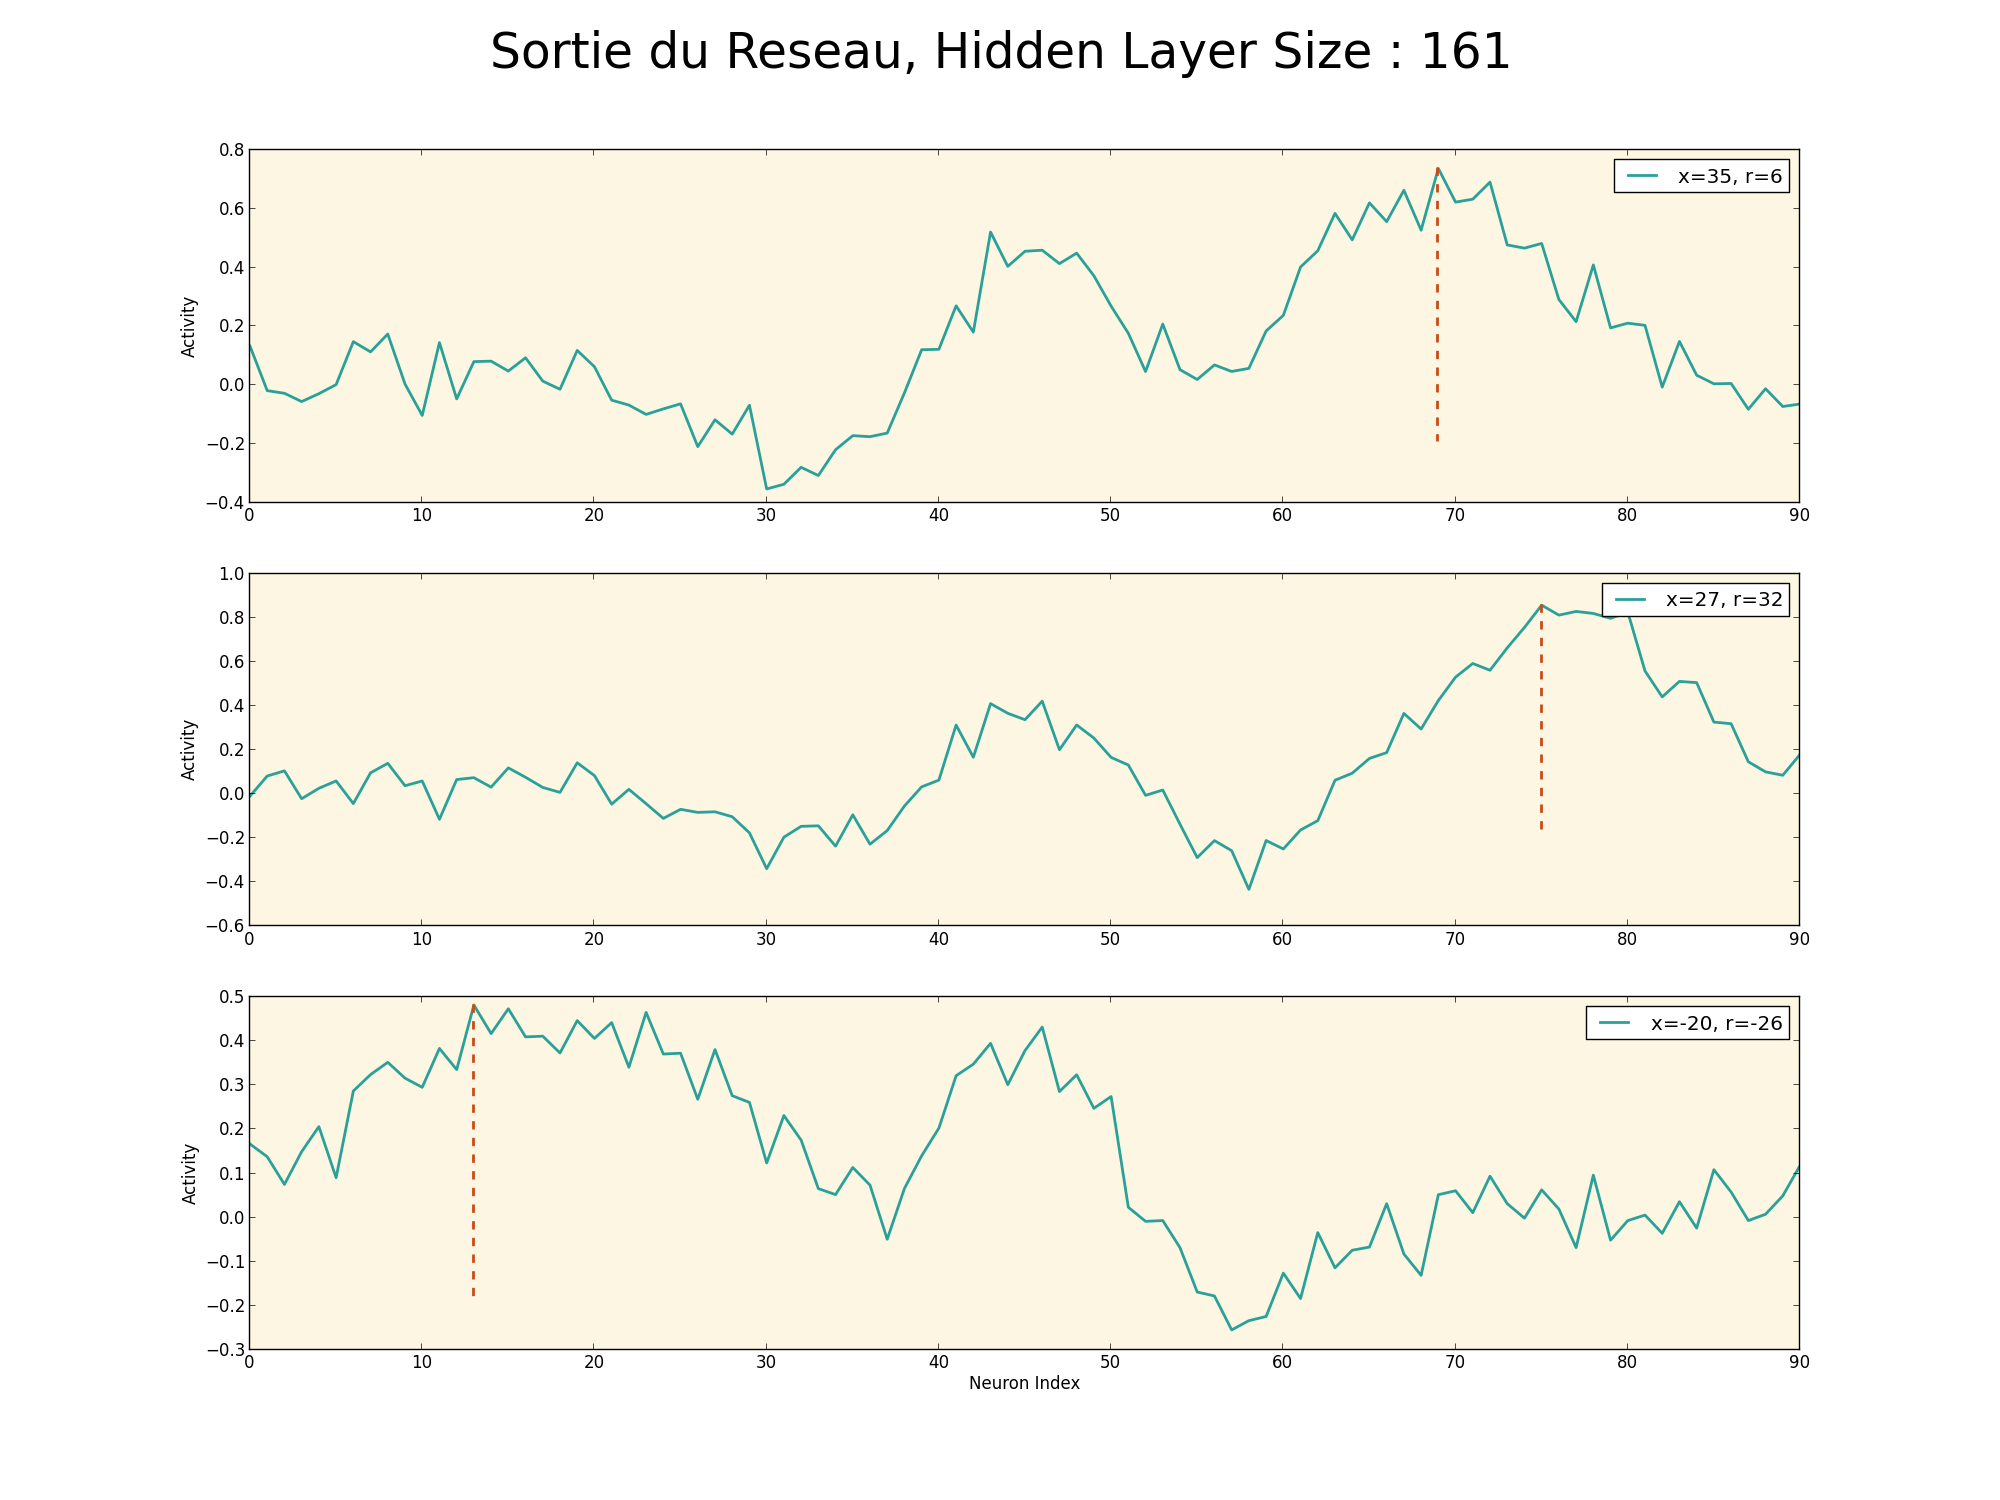 Sortie du Reseau, Hidden Layer Size : 161
0.8
0.6
0.4
0.2
0.0
−0.2
−0.4
Activity
x=35, r=6
0 10 20 30 40 50 60 70 80 90
1.0
0.8
0.6
0.4
0.2
0.0
−0.2
−0.4
−0.6
Activity
x=27, r=32
0 10 20 30 40 50 60 70 80 90
0.5
0.4
0.3
0.2
0.1
0.0
−0.1
−0.2
−0.3
Activity
x=-20, r=-26
0 10 20 30 40 50 60 70 80 90
Neuron Index